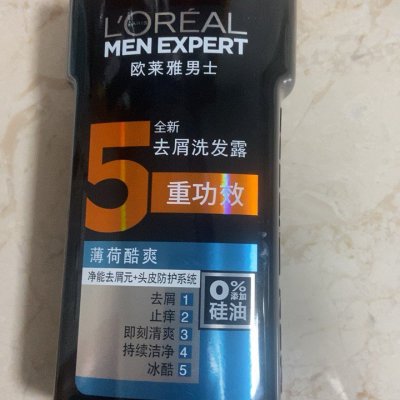 L'ORÉAL
MEN EXPERT
欧莱雅男士
全新
去屑洗发露
5
重功效
薄荷酷爽
净能去屑元+头皮防护系统
去屑 1
止痒 2
即刻清爽 3
持续洁净 4
冰酷 5
0%
添加
硅油